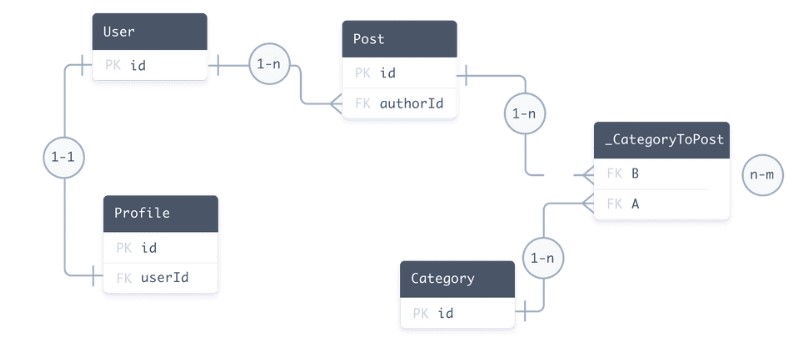 User
PK id
1-n
Post
PK id
FK authorId
1-n
_CategoryToPost
FK B
FK A
n-m
1-1
Profile
PK id
FK userId
1-n
Category
PK id